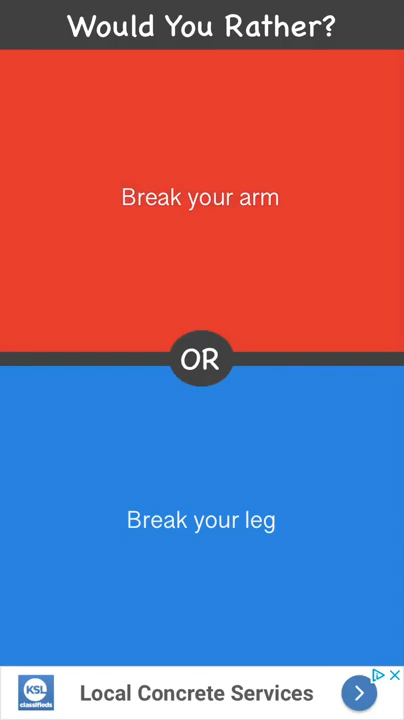 Would You Rather?
Break your arm
OR
Break your leg
KSL
classifieds
Local Concrete Services